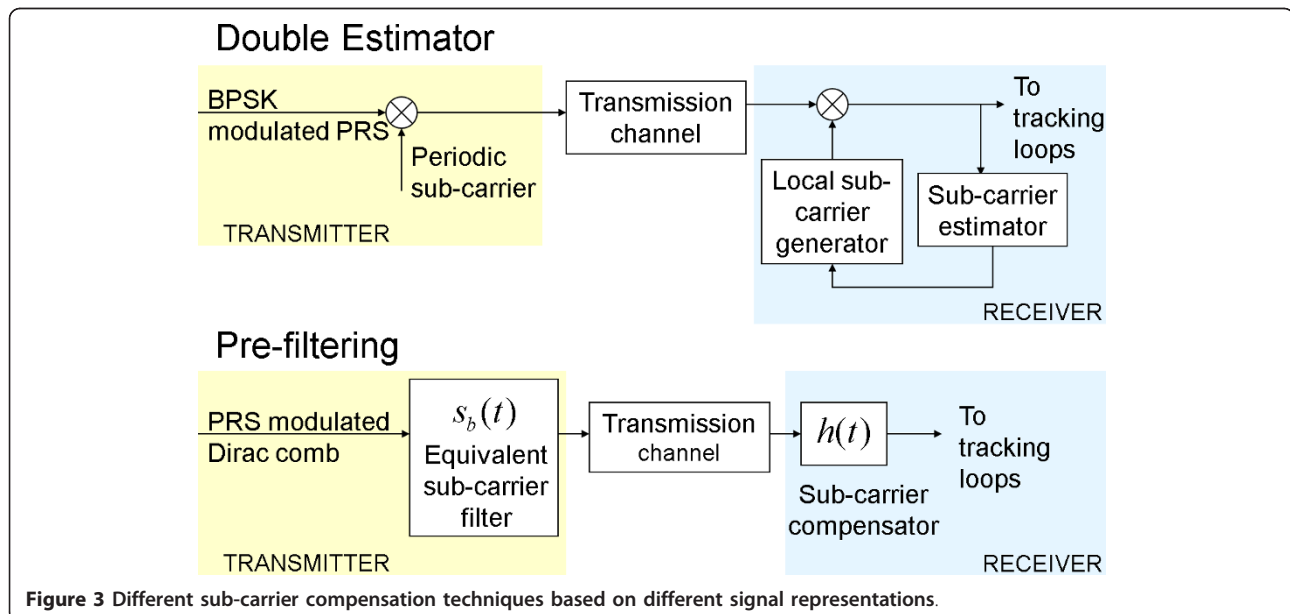 Double Estimator
BPSK
modulated PRS
Periodic
sub-carrier
TRANSMITTER
Transmission
channel
Local sub-
carrier
generator
Sub-carrier
estimator
To
tracking
loops
RECEIVER
Pre-filtering
PRS modulated
Dirac comb
s_b(t)
Equivalent
sub-carrier
filter
TRANSMITTER
Transmission
channel
h(t)
Sub-carrier
compensator
To
tracking
loops
RECEIVER
Figure 3 Different sub-carrier compensation techniques based on different signal representations.